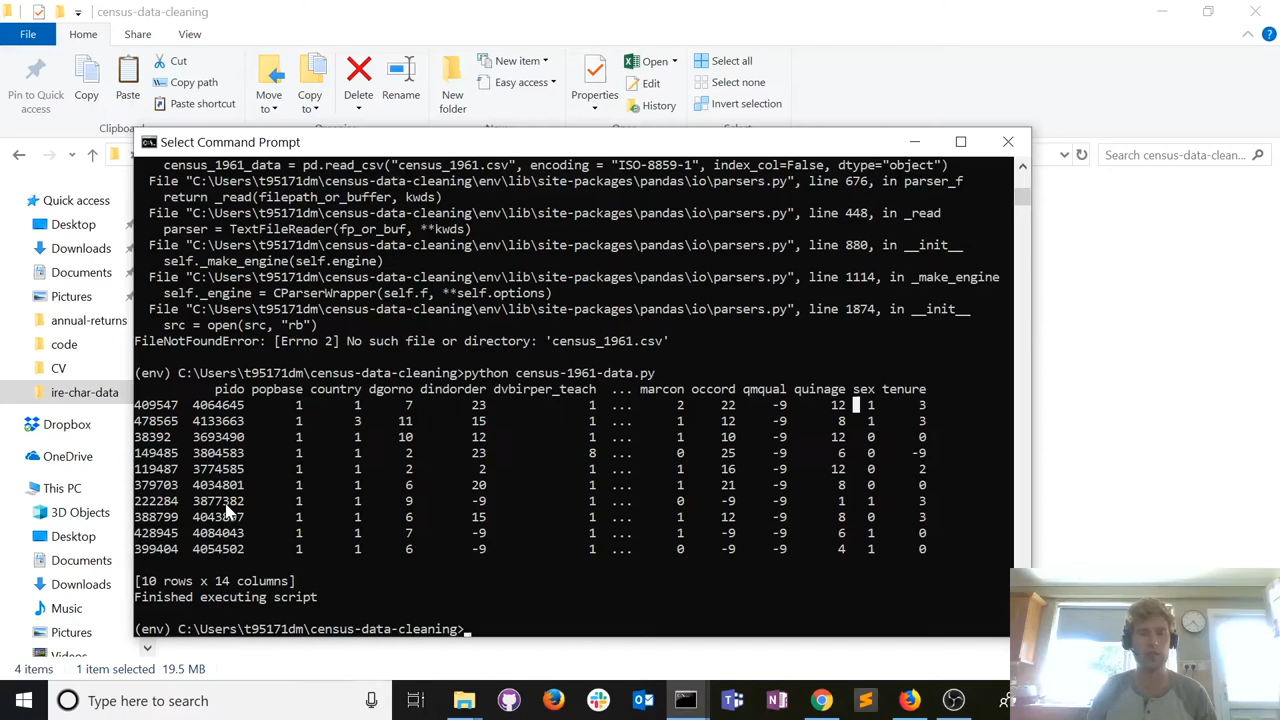 census-data-cleaning
File Home Share View
Pin to Quick access
Copy
Paste
Cut
Copy path
Paste shortcut
Clipboard
Move to
Copy to
Delete
Rename
New folder
New item
Easy access
Properties
Open
Edit
History
Select all
Select none
Invert selection
Search census-data-clean...
Quick access
Desktop
Downloads
Documents
Pictures
annual-returns
code
CV
ire-char-data
Dropbox
OneDrive
This PC
3D Objects
Desktop
Documents
Downloads
Music
Pictures
Select Command Prompt
census_1961_data = pd.read_csv("census_1961.csv", encoding = "ISO-8859-1", index_col=False, dtype="object")
File "C:\Users\t95171dm\census-data-cleaning\env\lib\site-packages\pandas\io\parsers.py", line 676, in parser_f
return _read(filepath_or_buffer, kwds)
File "C:\Users\t95171dm\census-data-cleaning\env\lib\site-packages\pandas\io\parsers.py", line 448, in _read
parser = TextFileReader(fp_or_buf, **kwds)
File "C:\Users\t95171dm\census-data-cleaning\env\lib\site-packages\pandas\io\parsers.py", line 880, in __init__
self._make_engine(self.engine)
File "C:\Users\t95171dm\census-data-cleaning\env\lib\site-packages\pandas\io\parsers.py", line 1114, in _make_engine
self._engine = CParserWrapper(self.f, **self.options)
File "C:\Users\t95171dm\census-data-cleaning\env\lib\site-packages\pandas\io\parsers.py", line 1874, in __init__
src = open(src, "rb")
FileNotFoundError: [Errno 2] No such file or directory: 'census_1961.csv'
(env) C:\Users\t95171dm\census-data-cleaning>python census-1961-data.py
pido popbase country dgorno dindorder dvbirper_teach ... marcon occord qmqual quinage sex tenure
409547 4064645 1 1 7 23 1 ... 2 22 -9 12 1 3
478565 4133663 1 3 11 15 1 ... 1 12 -9 8 1 3
38392 3693490 1 1 10 12 1 ... 1 10 -9 12 0 0
149485 3804583 1 1 2 23 8 ... 0 25 -9 6 0 -9
119487 3774585 1 1 2 2 1 ... 1 16 -9 12 0 2
379703 4034801 1 1 6 20 1 ... 1 21 -9 8 0 0
222284 3877382 1 1 9 -9 1 ... 0 -9 -9 1 1 3
388799 1 1 6 15 1 ... 1 12 -9 8 0 3
428945 4084043 1 1 7 -9 1 ... 1 -9 -9 6 1 0
399404 4054502 1 1 6 -9 1 ... 0 -9 -9 4 1 0
[10 rows x 14 columns]
Finished executing script
(env) C:\Users\t95171dm\census-data-cleaning>
4 items 1 item selected 19.5 MB
Type here to search